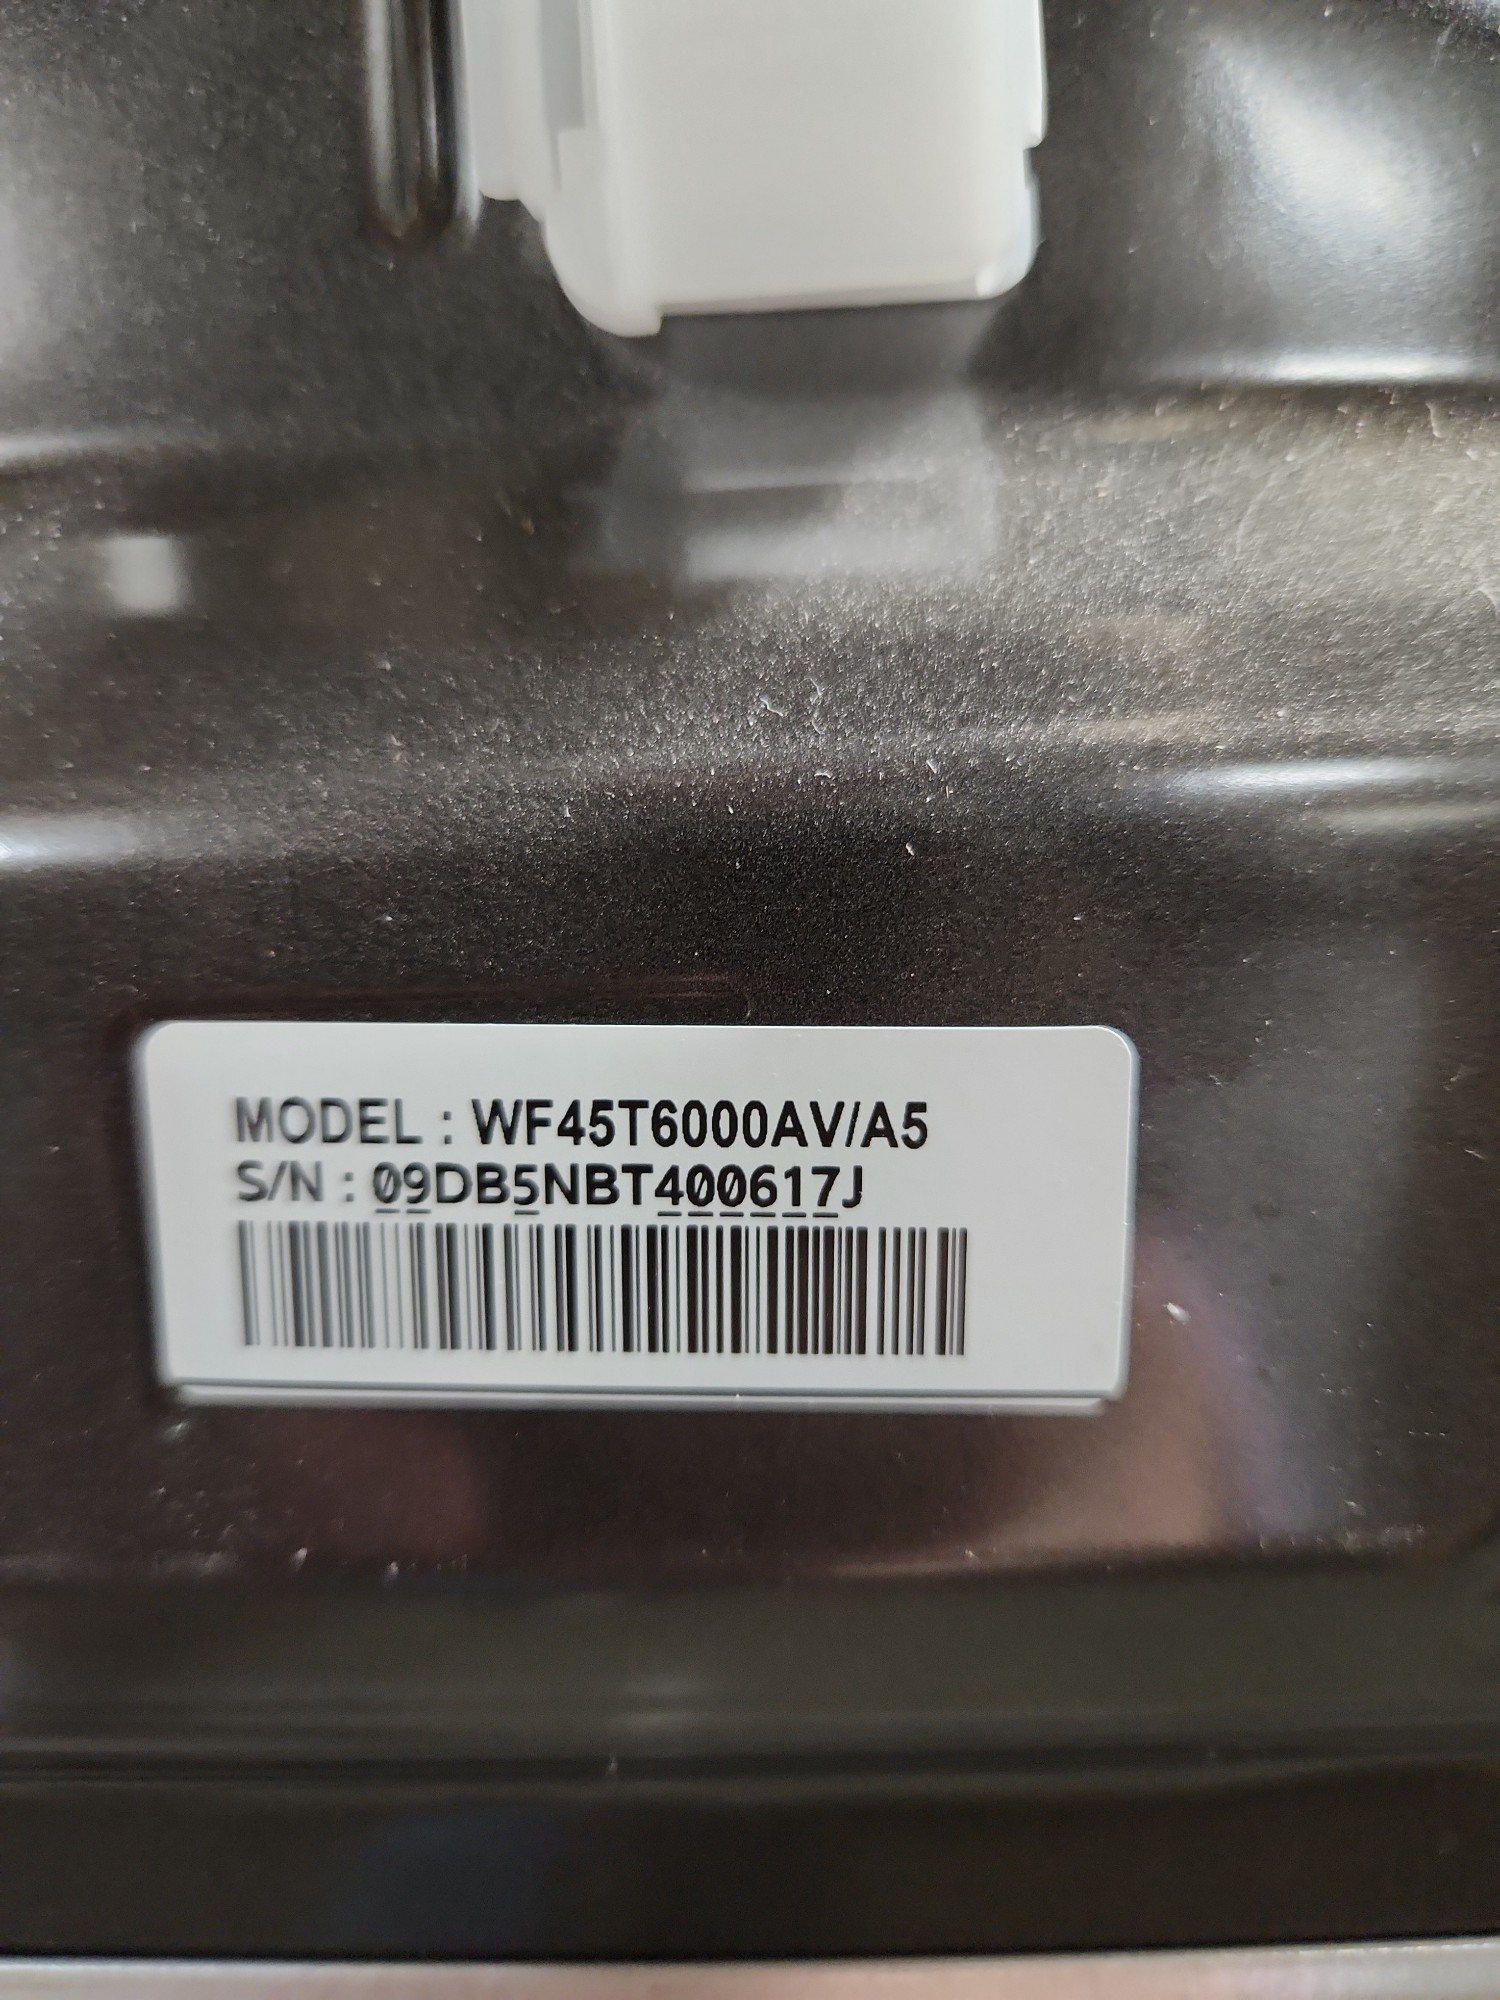 MODEL : WF45T6000AV/A5
S/N : 09DB5NBT400617J